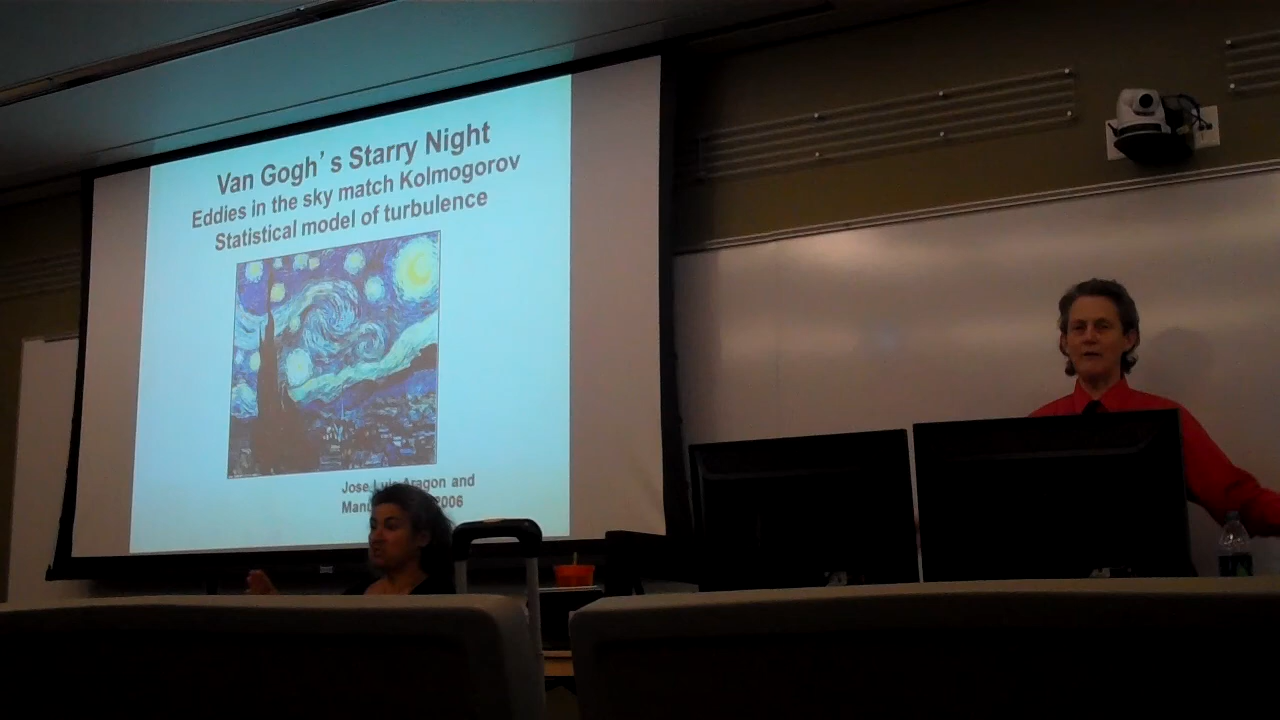 Van Gogh's Starry Night
Eddies in the sky match Kolmogorov
Statistical model of turbulence
Jose Luis Aragon and
2006